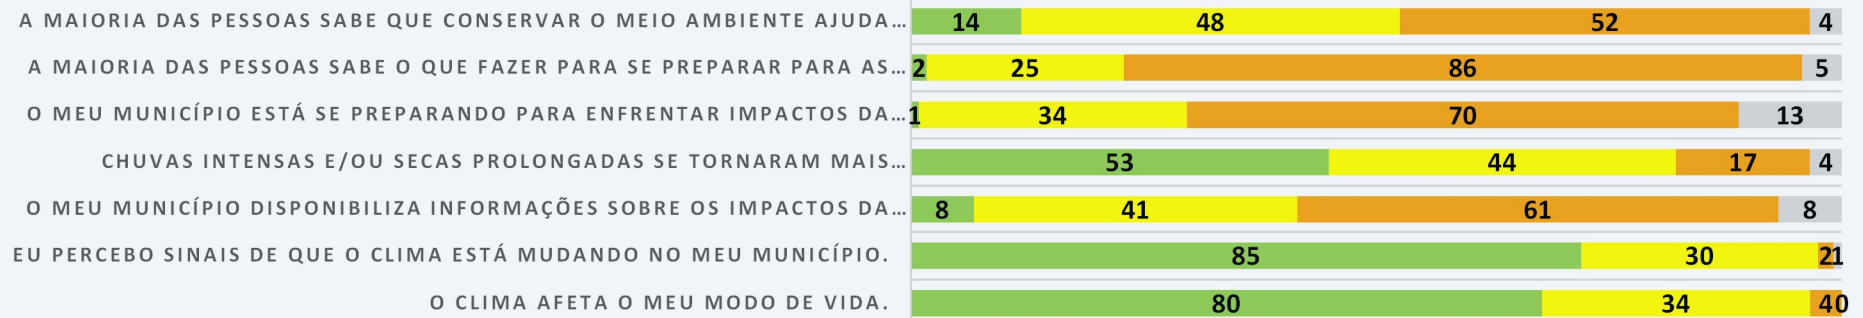 A MAIORIA DAS PESSOAS SABE QUE CONSERVAR O MEIO AMBIENTE AJUDA… 14 48 52 4
A MAIORIA DAS PESSOAS SABE O QUE FAZER PARA SE PREPARAR PARA AS… 2 25 86 5
O MEU MUNICÍPIO ESTÁ SE PREPARANDO PARA ENFRENTAR IMPACTOS DA… 1 34 70 13
CHUVAS INTENSAS E/OU SECAS PROLONGADAS SE TORNARAM MAIS… 53 44 17 4
O MEU MUNICÍPIO DISPONIBILIZA INFORMAÇÕES SOBRE OS IMPACTOS DA… 8 41 61 8
EU PERCEBO SINAIS DE QUE O CLIMA ESTÁ MUDANDO NO MEU MUNICÍPIO. 85 30 2 1
O CLIMA AFETA O MEU MODO DE VIDA. 80 34 4 0